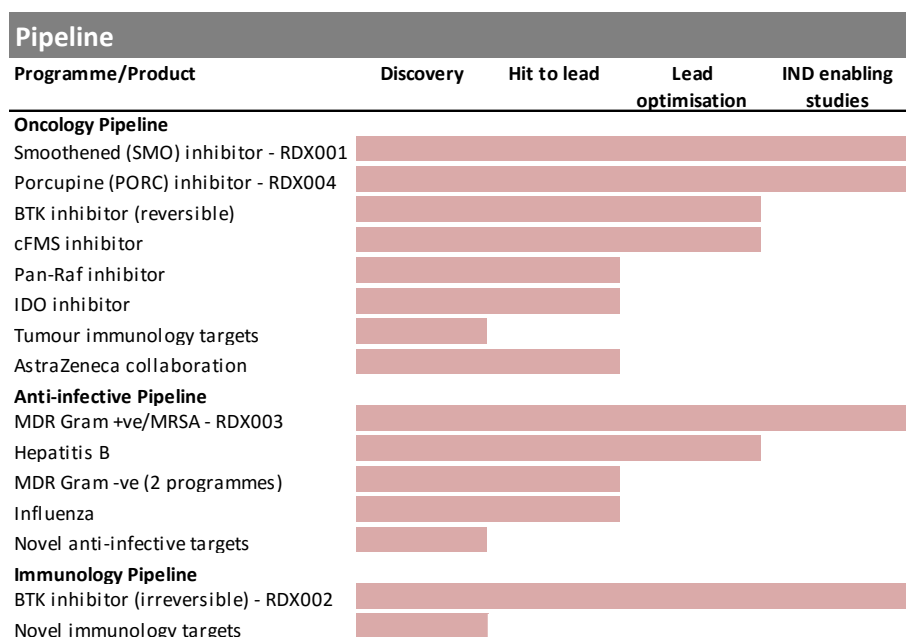 Pipeline
Programme/Product Discovery Hit to lead Lead optimisation IND enabling studies
Oncology Pipeline
Smoothened (SMO) inhibitor - RDX001
Porcupine (PORC) inhibitor - RDX004
BTK inhibitor (reversible)
cFMS inhibitor
Pan-Raf inhibitor
IDO inhibitor
Tumour immunology targets
AstraZeneca collaboration
Anti-infective Pipeline
MDR Gram +ve/MRSA - RDX003
Hepatitis B
MDR Gram -ve (2 programmes)
Influenza
Novel anti-infective targets
Immunology Pipeline
BTK inhibitor (irreversible) - RDX002
Novel immunology targets